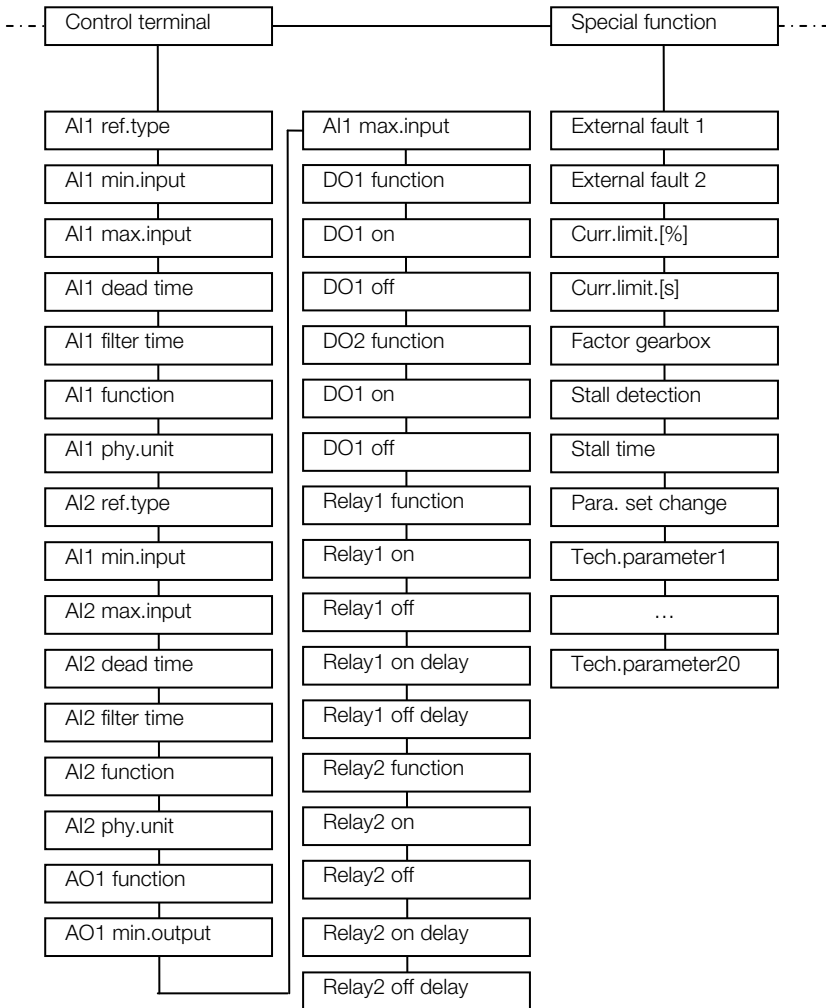 Control terminal
Special function
AI1 ref.type
AI1 min.input
AI1 max.input
AI1 dead time
AI1 filter time
AI1 function
AI1 phy.unit
AI2 ref.type
AI1 min.input
AI2 max.input
AI2 dead time
AI2 filter time
AI2 function
AI2 phy.unit
AO1 function
AO1 min.output
AI1 max.input
DO1 function
DO1 on
DO1 off
DO2 function
DO1 on
DO1 off
Relay1 function
Relay1 on
Relay1 off
Relay1 on delay
Relay1 off delay
Relay2 function
Relay2 on
Relay2 off
Relay2 on delay
Relay2 off delay
External fault 1
External fault 2
Curr.limit.[%]
Curr.limit.[s]
Factor gearbox
Stall detection
Stall time
Para. set change
Tech.parameter1
…
Tech.parameter20